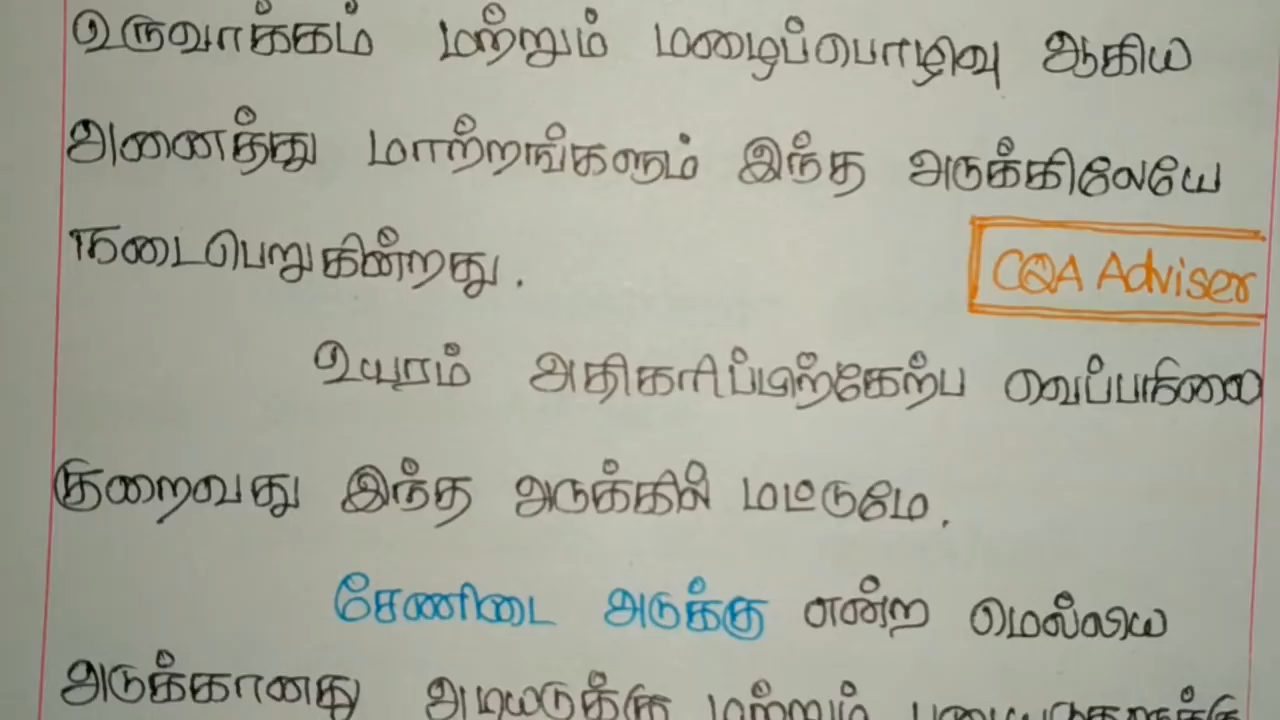 உருவாக்கம் மற்றும் மழைப்பொழிவு ஆகிய
அனைத்து மாற்றங்களும் இந்த அடுக்கிலேயே
நடைபெறுகின்றது.
CQA Adviser
உயரம் அதிகரிப்பிற்கேற்ப வெப்பநிலை
குறைவது இந்த அடுக்கில் மட்டுமே.
சேணிடை அடுக்கு என்ற மெல்லிய
அடுக்கானது அடியடுக்கு மற்றும்